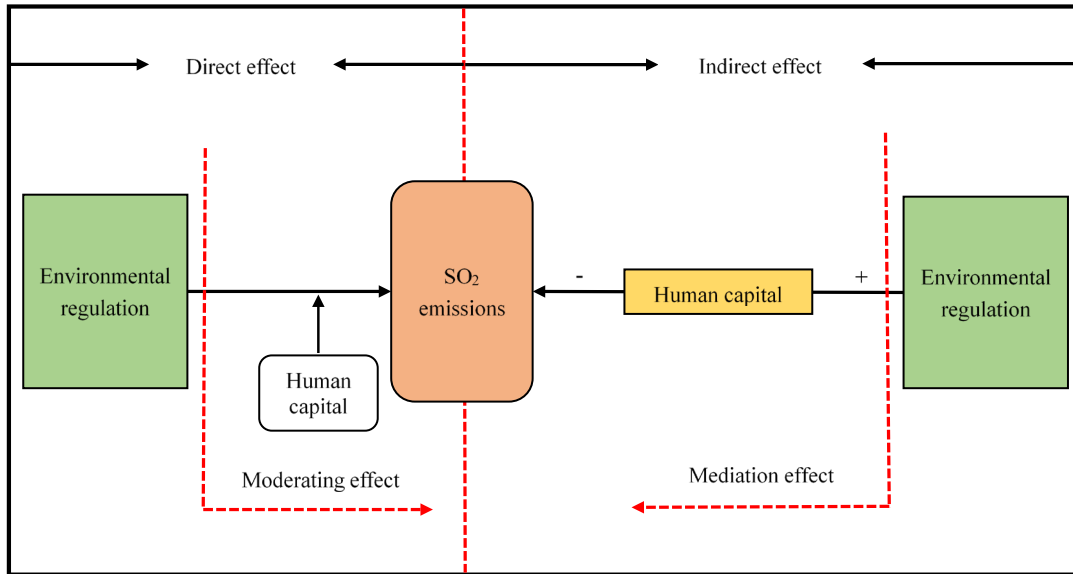 Direct effect
Indirect effect
Environmental
regulation
SO₂
emissions
-
Human capital
+
Environmental
regulation
Human
capital
Moderating effect
Mediation effect